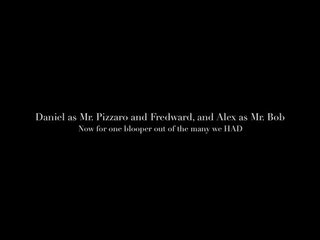 Daniel as Mr. Pizzaro and Fredward, and Alex as Mr. Bob
Now for one blooper out of the many we HAD